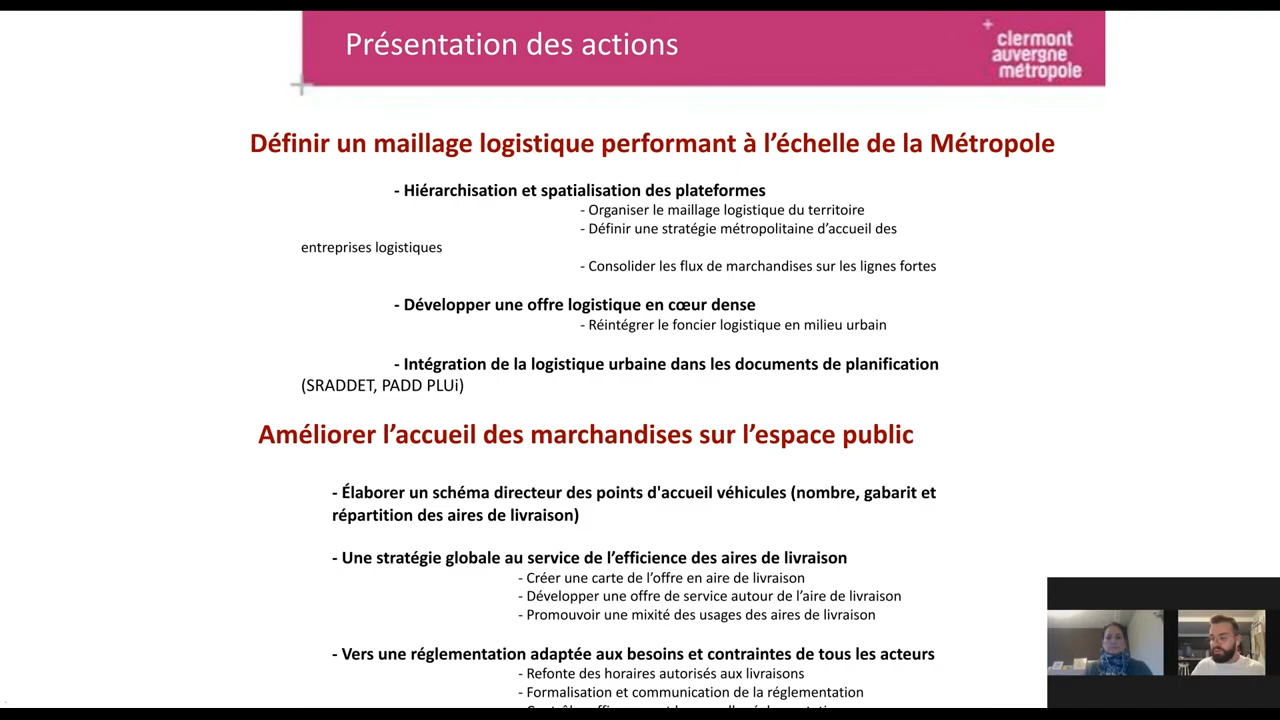 Présentation des actions
clermont
auvergne
métropole
Définir un maillage logistique performant à l’échelle de la Métropole
- Hiérarchisation et spatialisation des plateformes
- Organiser le maillage logistique du territoire
- Définir une stratégie métropolitaine d’accueil des
entreprises logistiques
- Consolider les flux de marchandises sur les lignes fortes
- Développer une offre logistique en cœur dense
- Réintégrer le foncier logistique en milieu urbain
- Intégration de la logistique urbaine dans les documents de planification
(SRADDET, PADD PLUi)
Améliorer l’accueil des marchandises sur l’espace public
- Élaborer un schéma directeur des points d'accueil véhicules (nombre, gabarit et
répartition des aires de livraison)
- Une stratégie globale au service de l’efficience des aires de livraison
- Créer une carte de l’offre en aire de livraison
- Développer une offre de service autour de l’aire de livraison
- Promouvoir une mixité des usages des aires de livraison
- Vers une réglementation adaptée aux besoins et contraintes de tous les acteurs
- Refonte des horaires autorisés aux livraisons
- Formalisation et communication de la réglementation